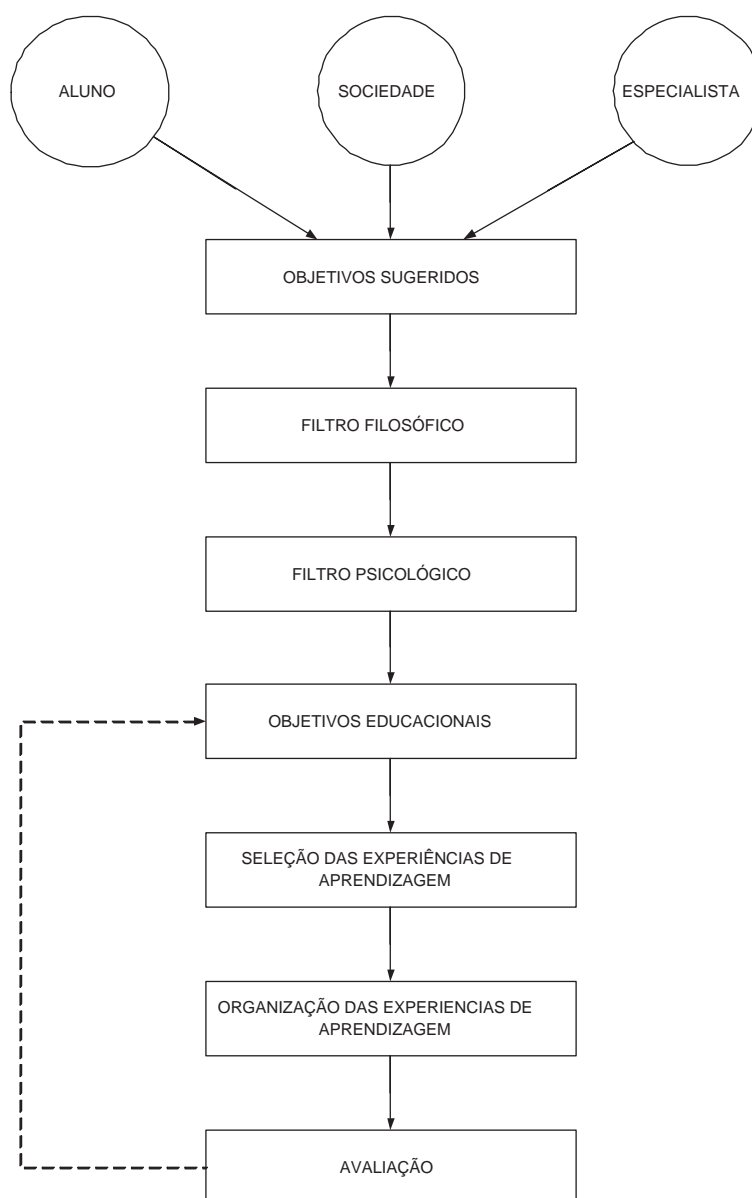 ALUNO
SOCIEDADE
ESPECIALISTA
OBJETIVOS SUGERIDOS
FILTRO FILOSÓFICO
FILTRO PSICOLÓGICO
OBJETIVOS EDUCACIONAIS
SELEÇÃO DAS EXPERIÊNCIAS DE
APRENDIZAGEM
ORGANIZAÇÃO DAS EXPERIENCIAS DE
APRENDIZAGEM
AVALIAÇÃO